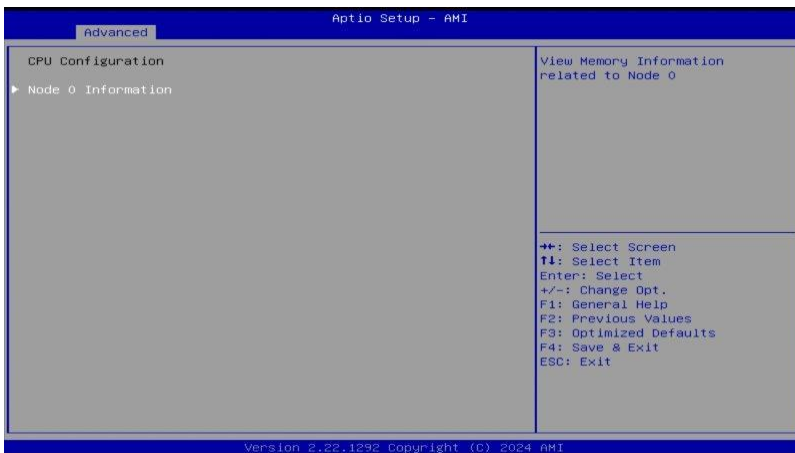 Aptio Setup – AMI
Advanced
CPU Configuration
▶ Node 0 Information
View Memory Information
related to Node 0
→←: Select Screen
↑↓: Select Item
Enter: Select
+/-: Change Opt.
F1: General Help
F2: Previous Values
F3: Optimized Defaults
F4: Save & Exit
ESC: Exit
Version 2.22.1292 Copyright (C) 2024 AMI